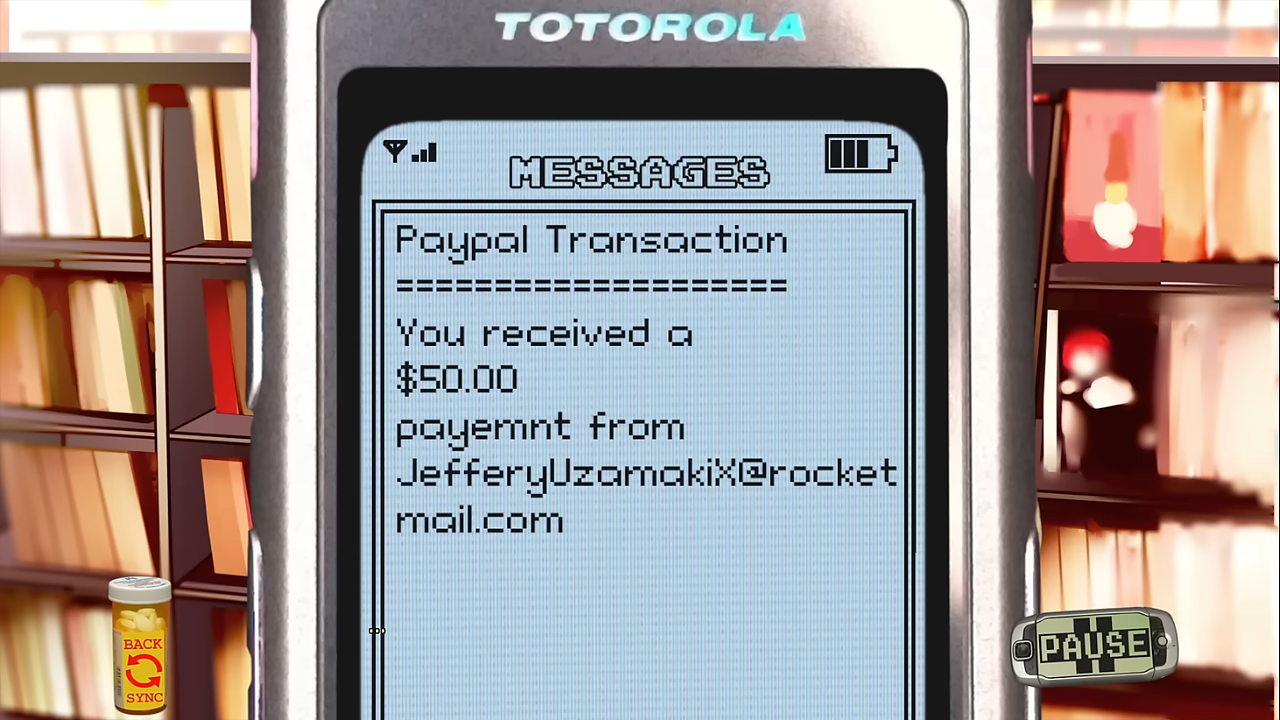 TOTOROLA
MESSAGES
Paypal Transaction
====================
You received a
$50.00
payemnt from
JefferyUzamakiX@rocket
mail.com
BACK
SYNC
PAUSE